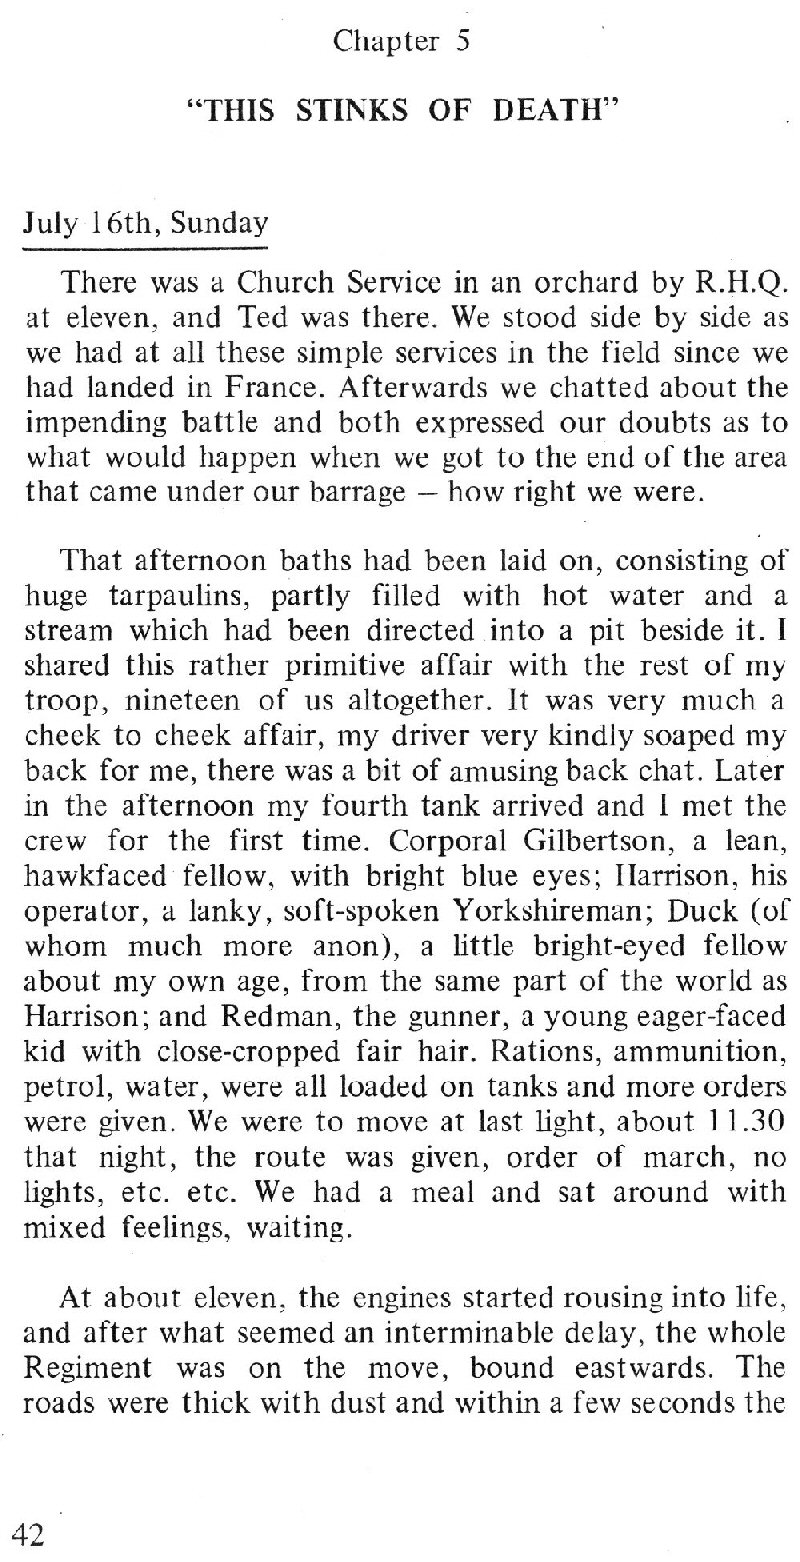 Chapter 5
“THIS STINKS OF DEATH”
July 16th, Sunday
There was a Church Service in an orchard by R.H.Q.
at eleven, and Ted was there. We stood side by side as
we had at all these simple services in the field since we
had landed in France. Afterwards we chatted about the
impending battle and both expressed our doubts as to
what would happen when we got to the end of the area
that came under our barrage — how right we were.
That afternoon baths had been laid on, consisting of
huge tarpaulins, partly filled with hot water and a
stream which had been directed into a pit beside it. I
shared this rather primitive affair with the rest of my
troop, nineteen of us altogether. It was very much a
cheek to cheek affair, my driver very kindly soaped my
back for me, there was a bit of amusing back chat. Later
in the afternoon my fourth tank arrived and I met the
crew for the first time. Corporal Gilbertson, a lean,
hawkfaced fellow, with bright blue eyes; Harrison, his
operator, a lanky, soft-spoken Yorkshireman; Duck (of
whom much more anon), a little bright-eyed fellow
about my own age, from the same part of the world as
Harrison; and Redman, the gunner, a young eager-faced
kid with close-cropped fair hair. Rations, ammunition,
petrol, water, were all loaded on tanks and more orders
were given. We were to move at last light, about 11.30
that night, the route was given, order of march, no
lights, etc. etc. We had a meal and sat around with
mixed feelings, waiting.
At about eleven, the engines started rousing into life,
and after what seemed an interminable delay, the whole
Regiment was on the move, bound eastwards. The
roads were thick with dust and within a few seconds the
42